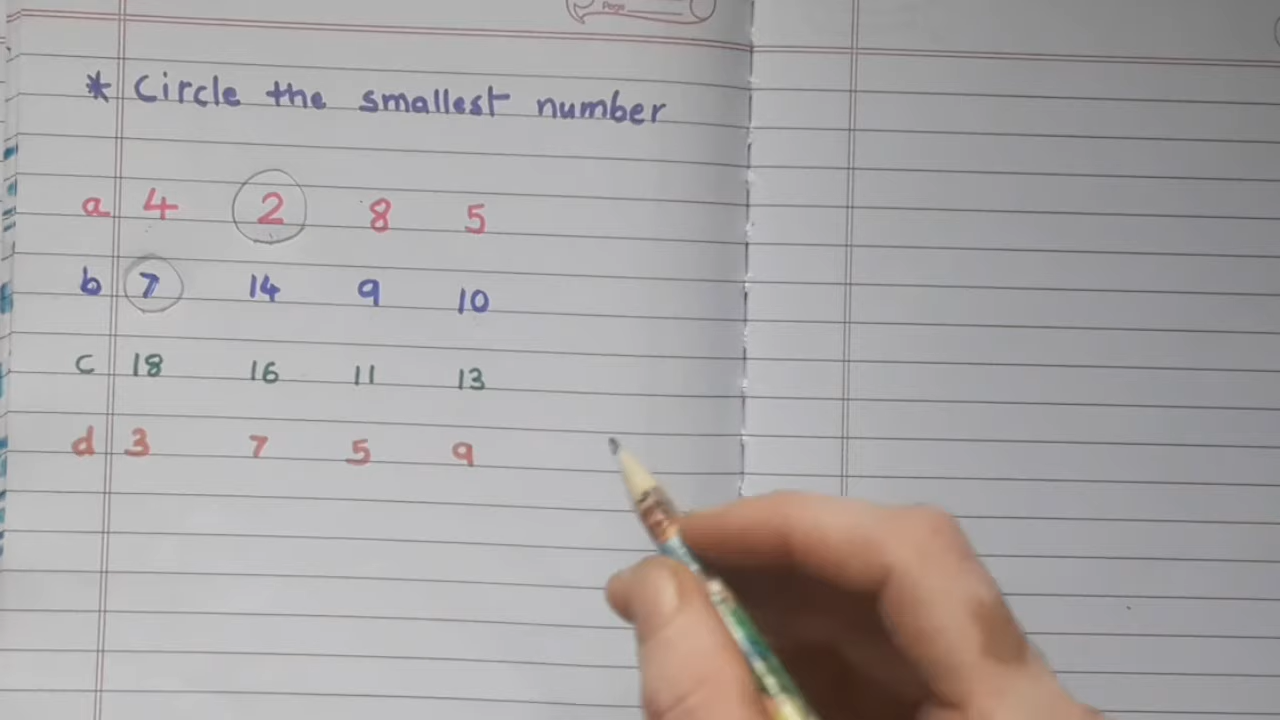 Page
* Circle the smallest number
a 4 2 8 5
b 7 14 9 10
c 18 16 11 13
d 3 7 5 9